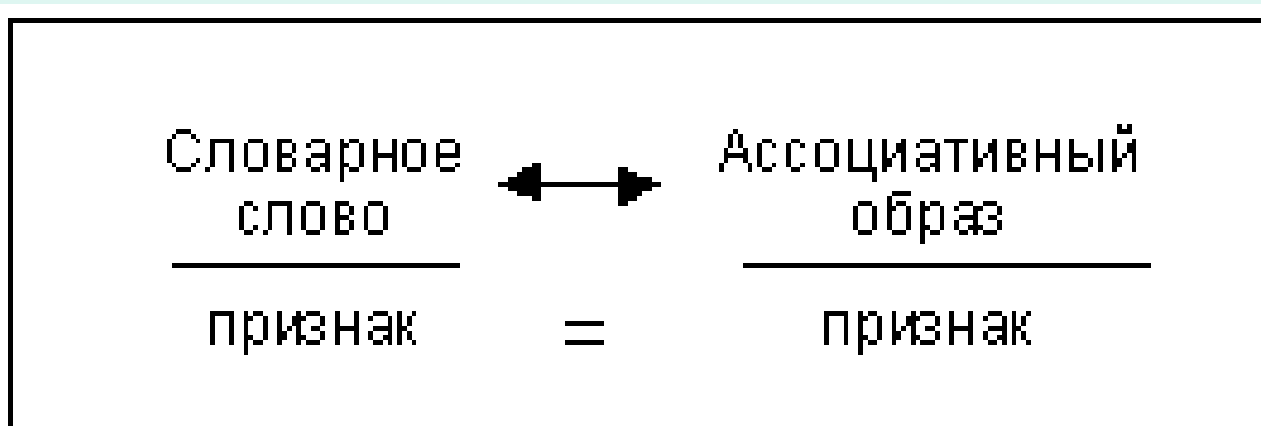 Словарное Ассоциативный
слово образ
признак = признак